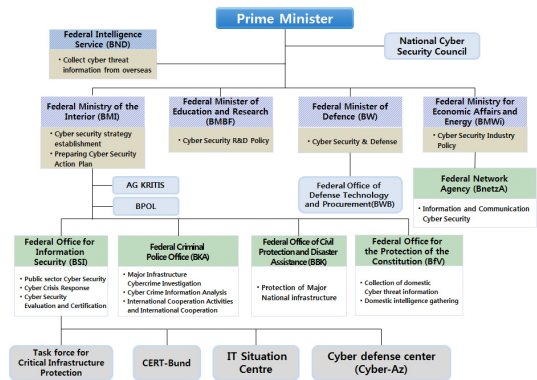 Prime Minister
Federal Intelligence
Service (BND)
• Collect cyber threat
information from overseas
National Cyber
Security Council
Federal Ministry of the
Interior (BMI)
• Cyber security strategy
establishment
• Preparing Cyber Security
Action Plan
Federal Minister of
Education and Research
(BMBF)
• Cyber Security R&D Policy
Federal Minister of
Defence (BW)
• Cyber Security & Defense
Federal Ministry for
Economic Affairs and
Energy (BMWi)
• Cyber Security Industry
Policy
AG KRITIS
BPOL
Federal Office of
Defense Technology
and Procurement(BWB)
Federal Network
Agency (BnetzA)
• Information and Communication
Cyber Security
Federal Office for
Information
Security (BSI)
• Public sector Cyber Security
• Cyber Crisis Response
• Cyber Security
Evaluation and Certification
Federal Criminal
Police Office (BKA)
• Major Infrastructure
Cybercrime Investigation
• Cyber Crime Information Analysis
• International Cooperation Activities
and International Cooperation
Federal Office of Civil
Protection and Disaster
Assistance (BBK)
• Protection of Major
National infrastructure
Federal Office for
the Protection of the
Constitution (BfV)
• Collection of domestic
Cyber threat information
• Domestic intelligence gathering
Task force for
Critical Infrastructure
Protection
CERT-Bund
IT Situation
Centre
Cyber defense center
(Cyber-Az)